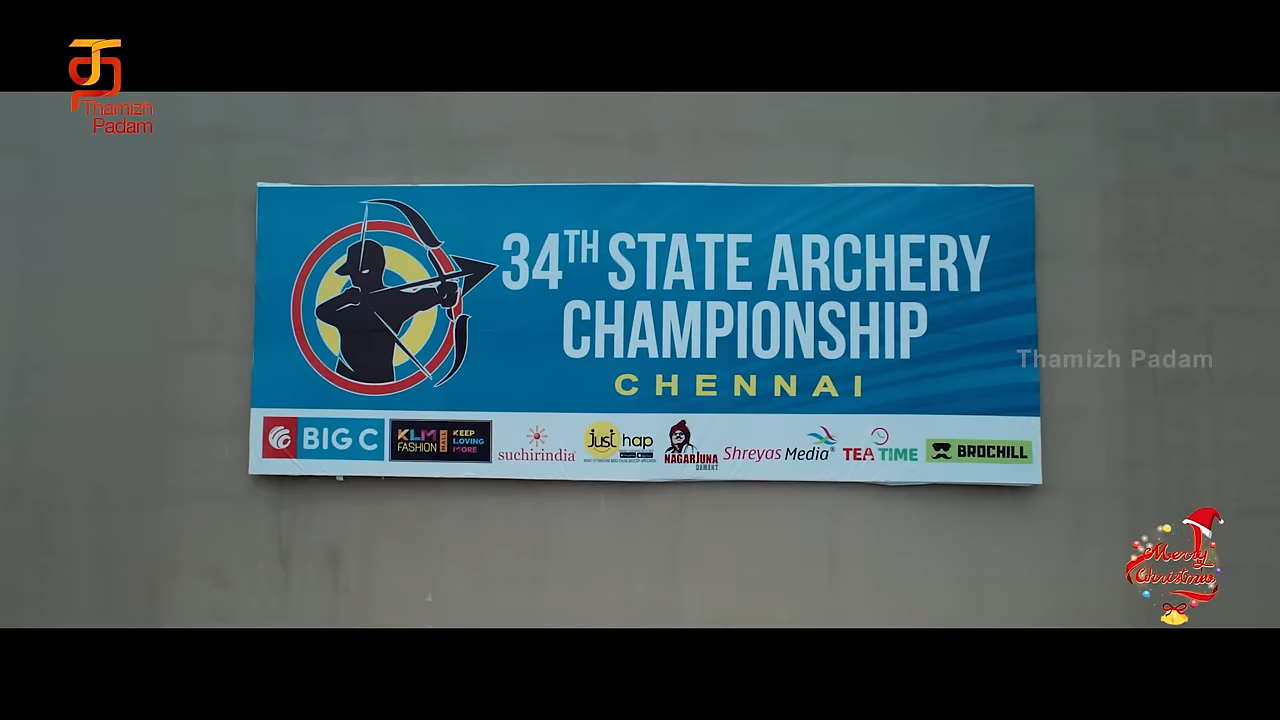 Thamizh
Padam
34TH STATE ARCHERY
CHAMPIONSHIP
CHENNAI
Thamizh Padam
BIG C
KLM FASHION MALL KEEP LOVING MORE
suchirindia
just hap
NAGARJUNA CEMENT
Shreyas Media®
TEA TIME
BROCHILL
Merry
Christmas